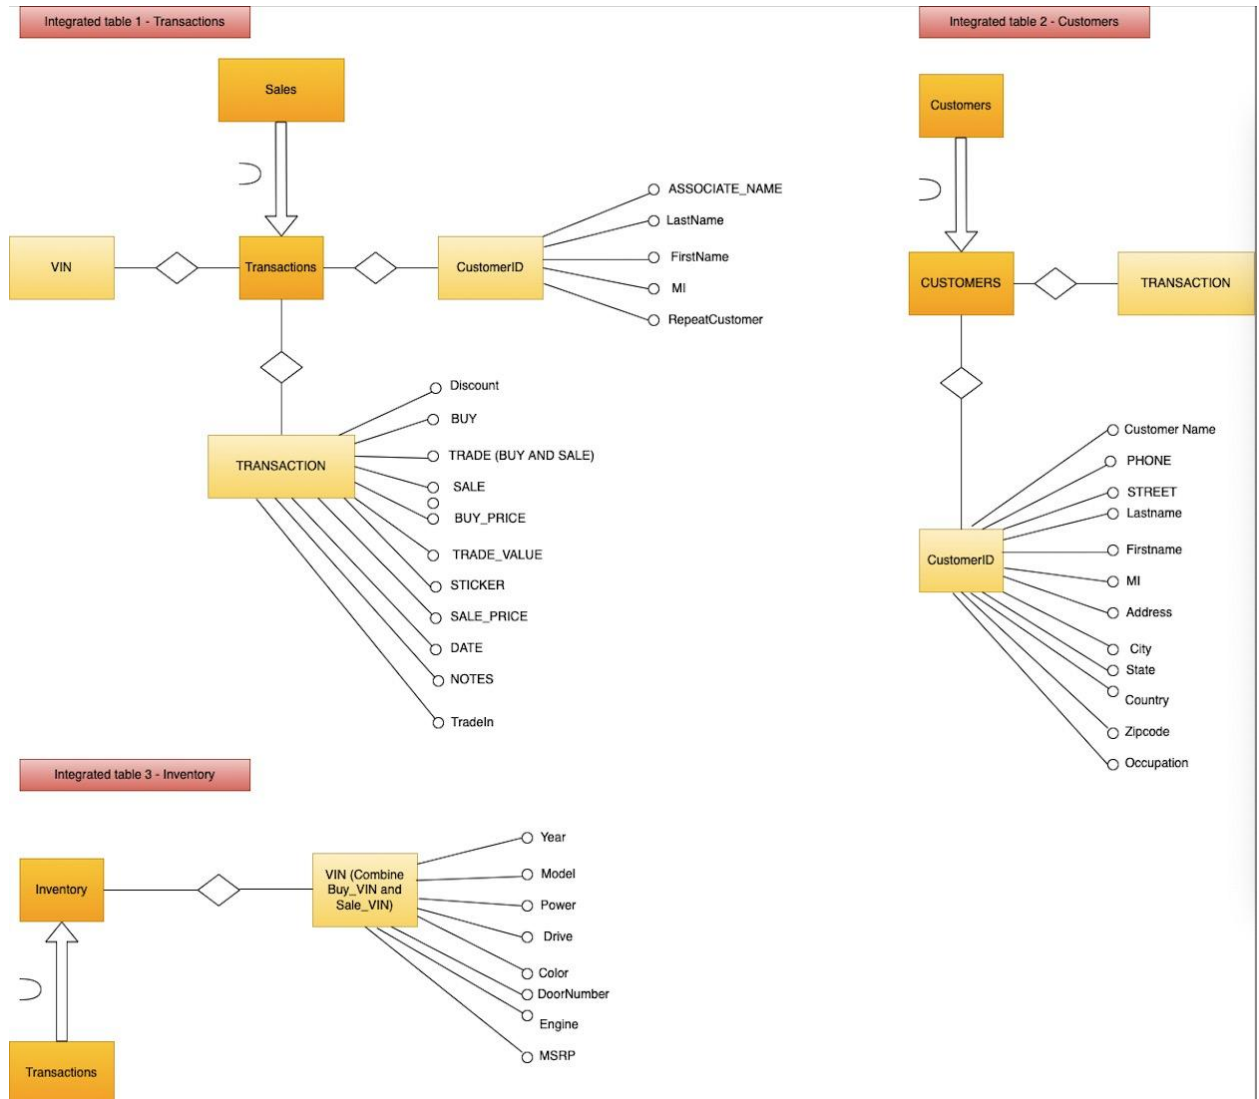 Integrated table 1 - Transactions
Sales
VIN
Transactions
CustomerID
ASSOCIATE_NAME
LastName
FirstName
MI
RepeatCustomer
TRANSACTION
Discount
BUY
TRADE (BUY AND SALE)
SALE
BUY_PRICE
TRADE_VALUE
STICKER
SALE_PRICE
DATE
NOTES
TradeIn
Integrated table 2 - Customers
Customers
CUSTOMERS
TRANSACTION
CustomerID
Customer Name
PHONE
STREET
Lastname
Firstname
MI
Address
City
State
Country
Zipcode
Occupation
Integrated table 3 - Inventory
Inventory
VIN (Combine
Buy_VIN and
Sale_VIN)
Year
Model
Power
Drive
Color
DoorNumber
Engine
MSRP
Transactions